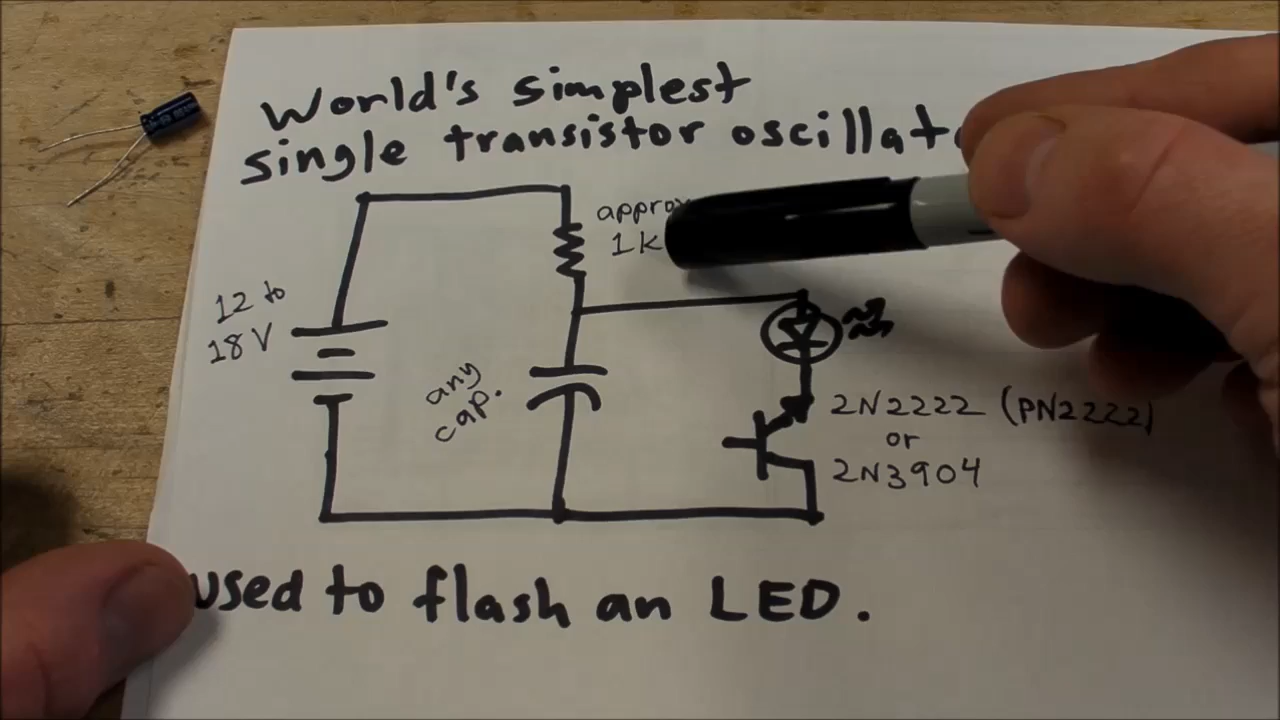 World's simplest
single transistor oscillat
approx
1K
12 to
18V
any
cap.
2N2222 (PN2222)
or
2N3904
used to flash an LED.